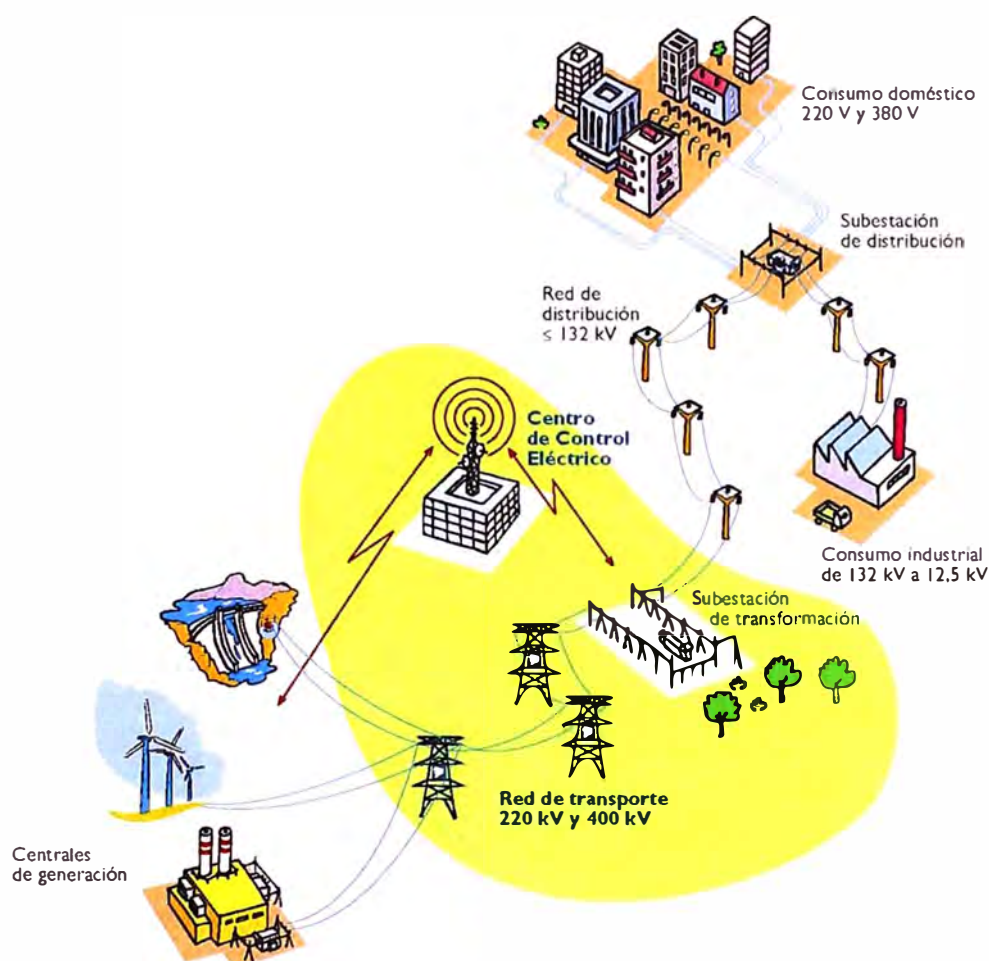 Consumo doméstico
220 V y 380 V
Subestación
de distribución
Red de
distribución
≤ 132 kV
Centro
de Control
Eléctrico
Consumo industrial
de 132 kV a 12,5 kV
Subestación
de transformación
Red de transporte
220 kV y 400 kV
Centrales
de generación